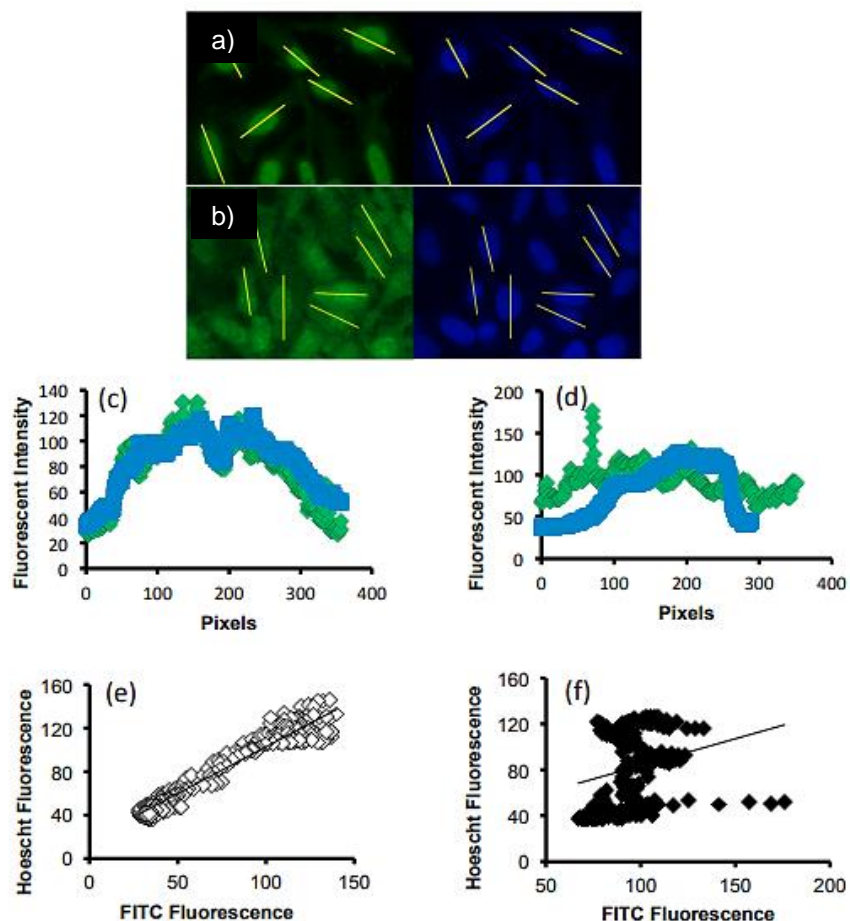 a)
b)
(c)
Fluorescent Intensity
140
120
100
80
60
40
20
0
0 100 200 300 400
Pixels
(d)
Fluorescent Intensity
200
150
100
50
0
0 100 200 300 400
Pixels
(e)
Hoescht Fluorescence
160
120
80
40
0
0 50 100 150
FITC Fluorescence
(f)
Hoescht Fluorescence
160
120
80
40
0
50 100 150 200
FITC Fluorescence